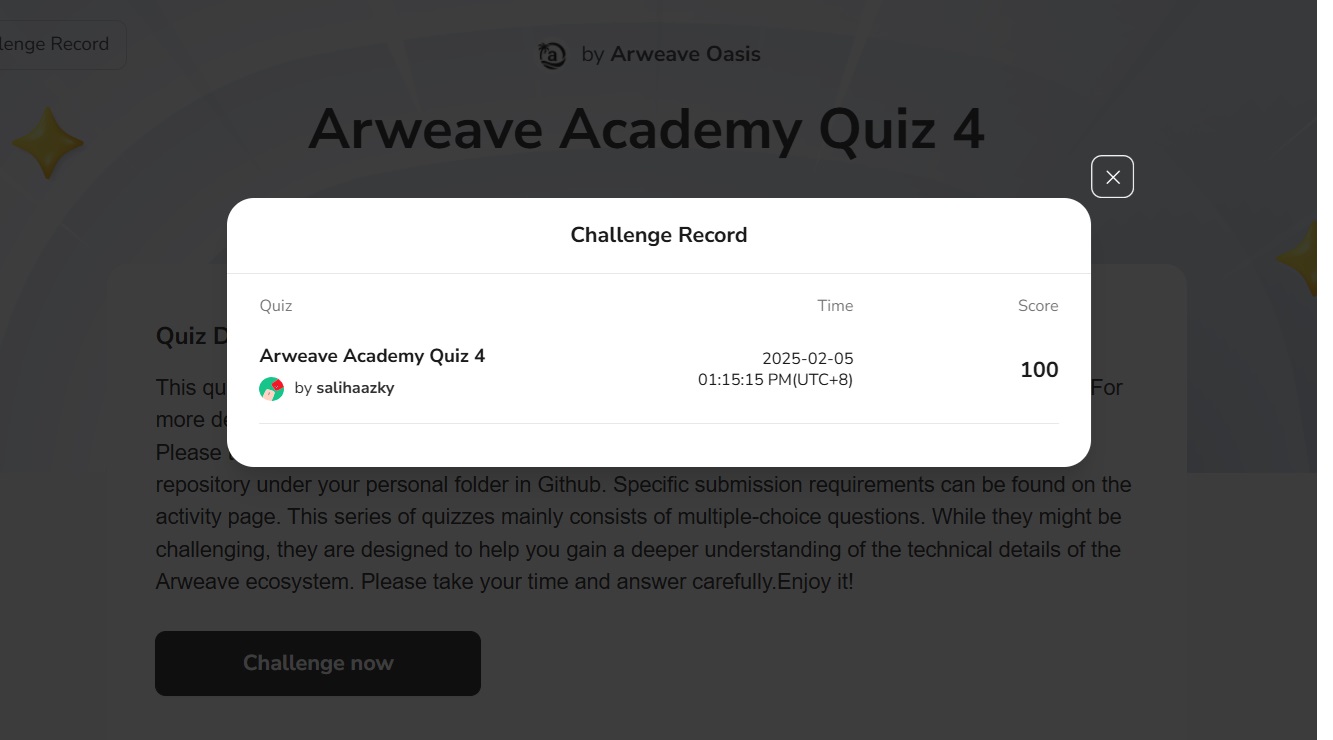 lenge Record
by Arweave Oasis
Arweave Academy Quiz 4
Challenge Record
Quiz Time Score
Arweave Academy Quiz 4
by salihaazky
2025-02-05
01:15:15 PM(UTC+8)
100
Quiz D
This qu For
more de
Please
repository under your personal folder in Github. Specific submission requirements can be found on the
activity page. This series of quizzes mainly consists of multiple-choice questions. While they might be
challenging, they are designed to help you gain a deeper understanding of the technical details of the
Arweave ecosystem. Please take your time and answer carefully.Enjoy it!
Challenge now